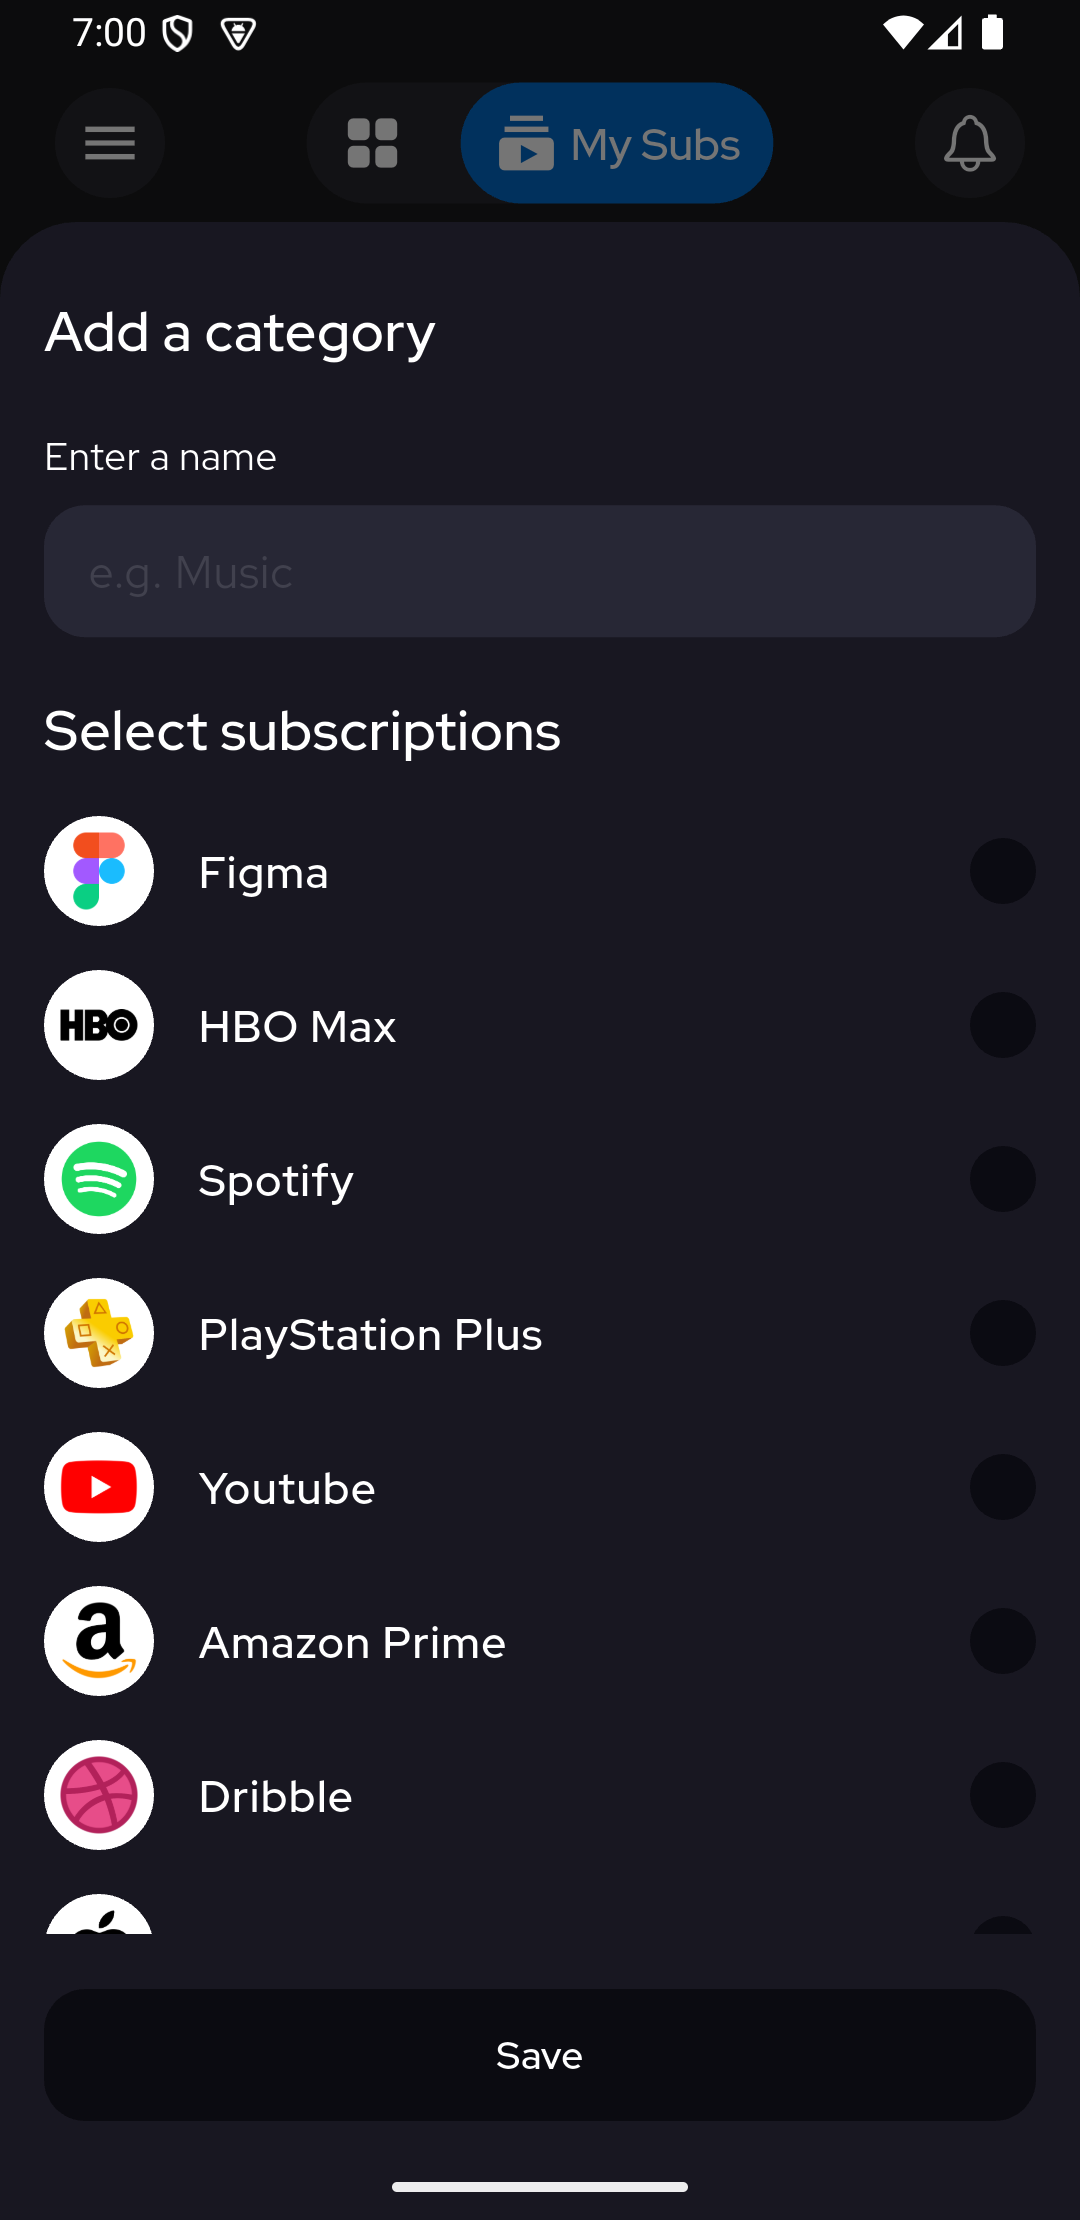 7:00
My Subs
Add a category
Enter a name
e.g. Music
Select subscriptions
Figma
HBO
HBO Max
Spotify
PlayStation Plus
Youtube
a
Amazon Prime
Dribble
Save